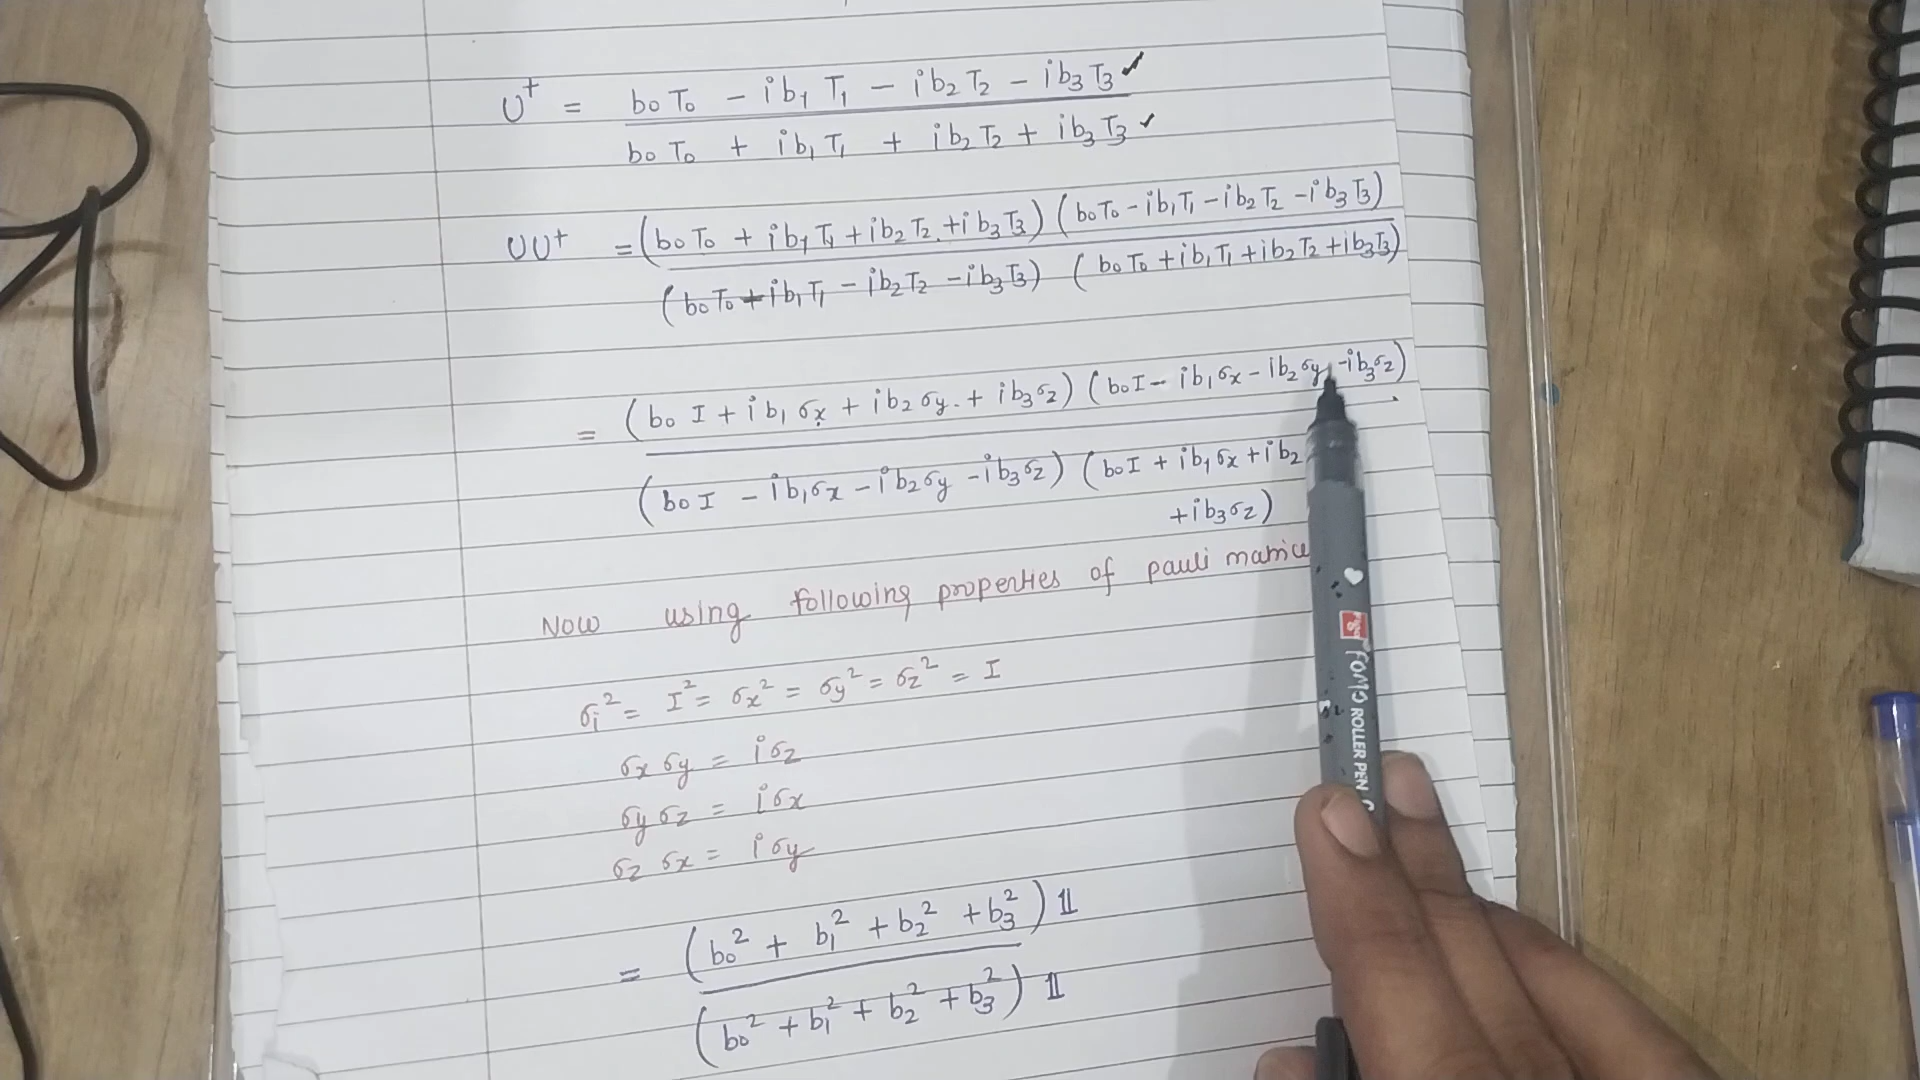 U† = b0 T0 - i b1 T1 - i b2 T2 - i b3 T3 ✓
b0 T0 + i b1 T1 + i b2 T2 + i b3 T3 ✓
UU† = (b0 T0 + i b1 T1 + i b2 T2 + i b3 T3) (b0 T0 - i b1 T1 - i b2 T2 - i b3 T3)
(b0 T0 - i b1 T1 - i b2 T2 - i b3 T3) (b0 T0 + i b1 T1 + i b2 T2 + i b3 T3)
= (b0 I + i b1 σx + i b2 σy + i b3 σz) (b0 I - i b1 σx - i b2 σy - i b3 σz)
(b0 I - i b1 σx - i b2 σy - i b3 σz) (b0 I + i b1 σx + i b2
+ i b3 σz)
Now using following properties of pauli matrice
σi² = I² = σx² = σy² = σz² = I
σx σy = i σz
σy σz = i σx
σz σx = i σy
= (b0² + b1² + b2² + b3²) 𝟙
(b0² + b1² + b2² + b3²) 𝟙
FOMO ROLLER PEN